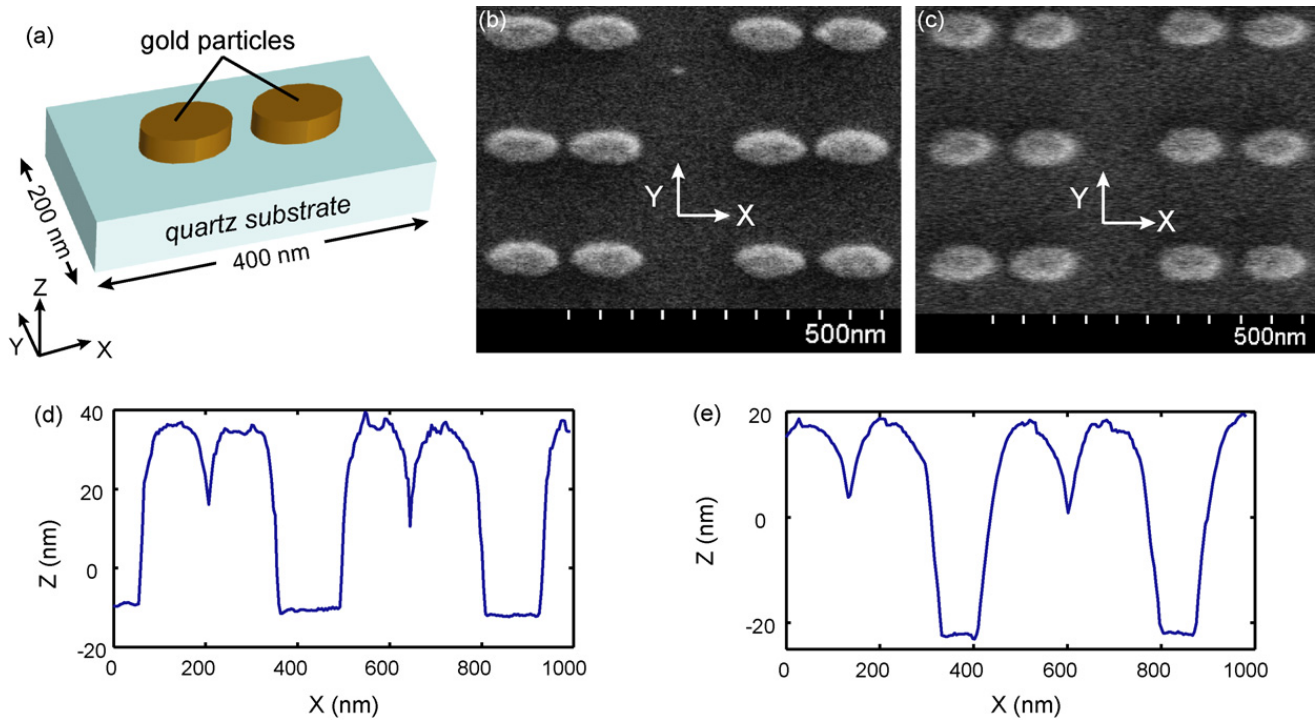 (a)
gold particles
quartz substrate
200 nm
400 nm
Z
Y
X
(b)
Y
X
500nm
(c)
Y
X
500nm
(d)
40
20
0
-20
Z (nm)
0
200
400
600
800
1000
X (nm)
(e)
20
0
-20
Z (nm)
0
200
400
600
800
1000
X (nm)